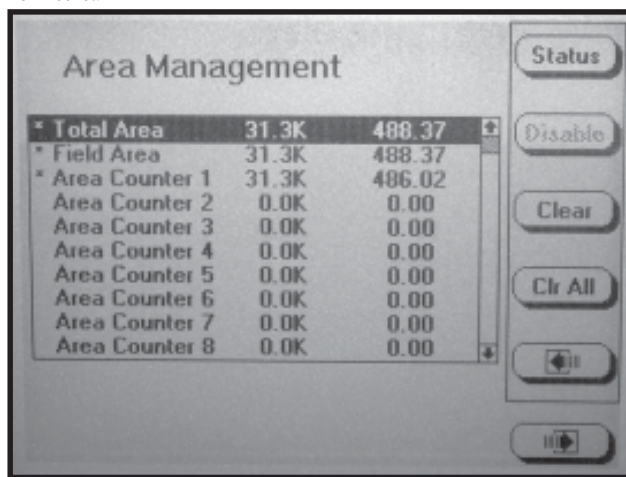 Area Management
* Total Area 31.3K 488.37
* Field Area 31.3K 488.37
* Area Counter 1 31.3K 486.02
Area Counter 2 0.0K 0.00
Area Counter 3 0.0K 0.00
Area Counter 4 0.0K 0.00
Area Counter 5 0.0K 0.00
Area Counter 6 0.0K 0.00
Area Counter 7 0.0K 0.00
Area Counter 8 0.0K 0.00
Status
Disable
Clear
Clr All